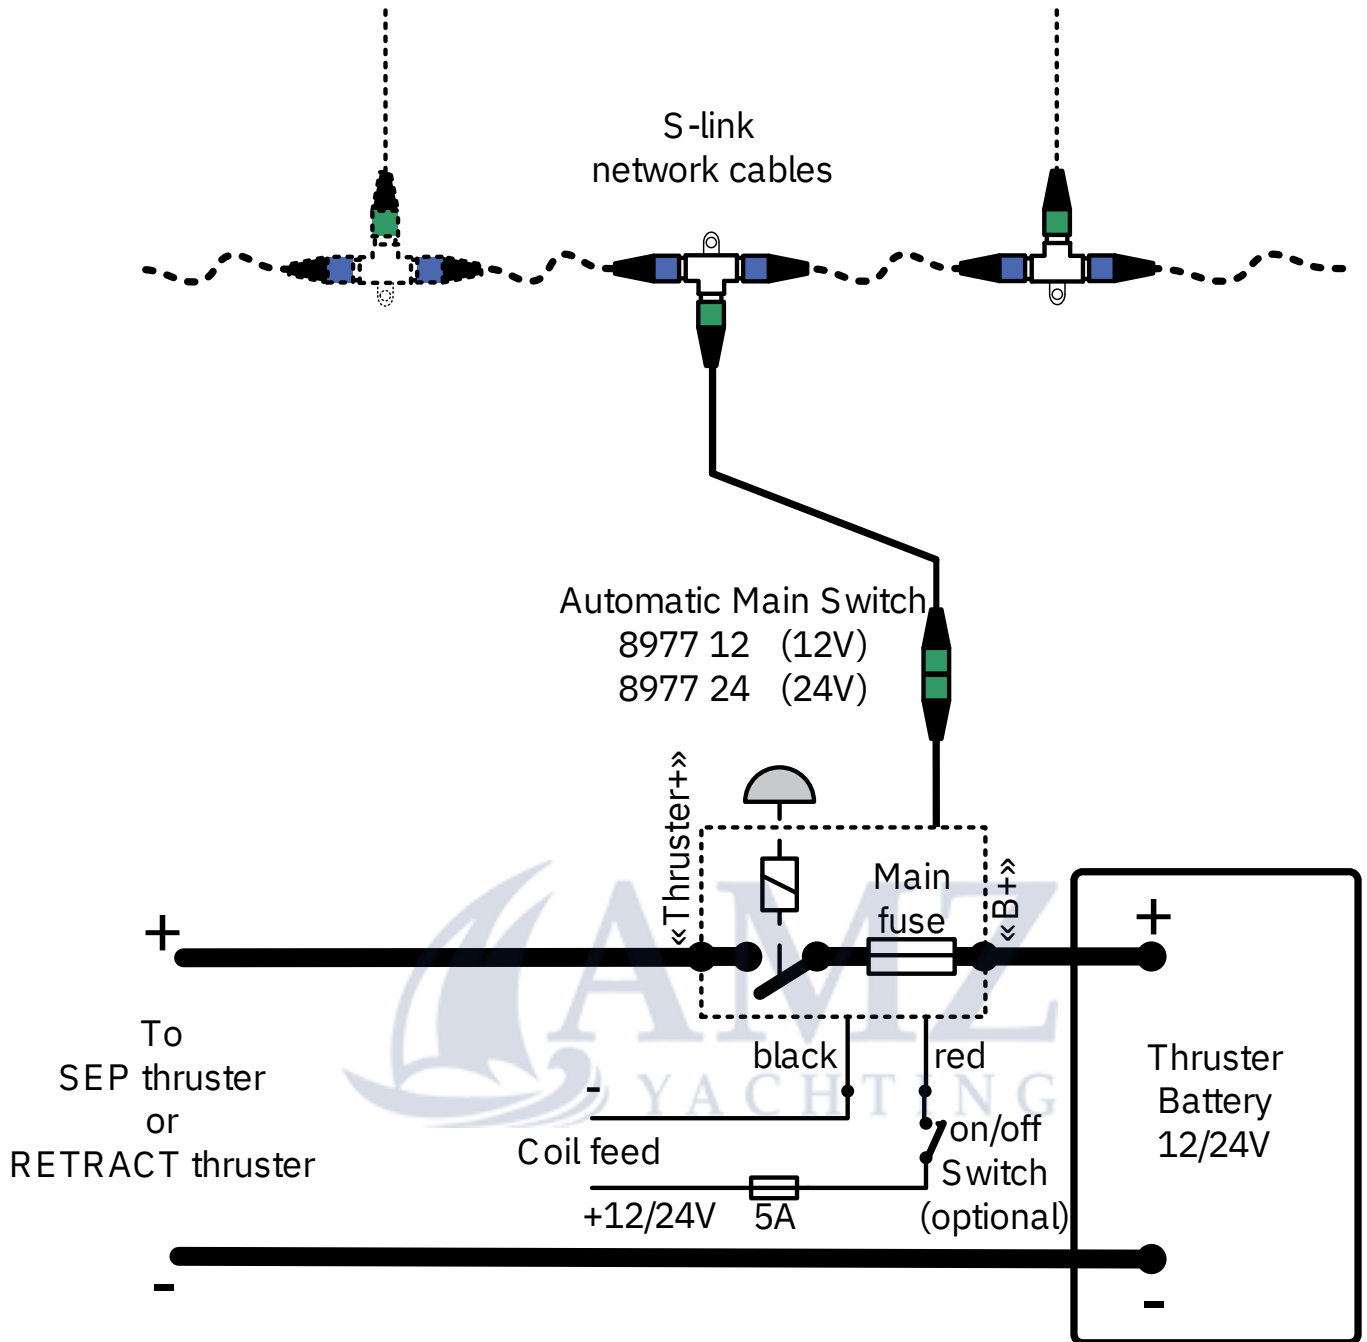 S-link
network cables
Automatic Main Switch
8977 12 (12V)
8977 24 (24V)
«Thruster+»
Main
fuse
«B+»
+
+
To
SEP thruster
or
RETRACT thruster
black
red
Thruster
Battery
12/24V
-
Coil feed
on/off
Switch
(optional)
+12/24V
5A
-
-
AMZ
YACHTING